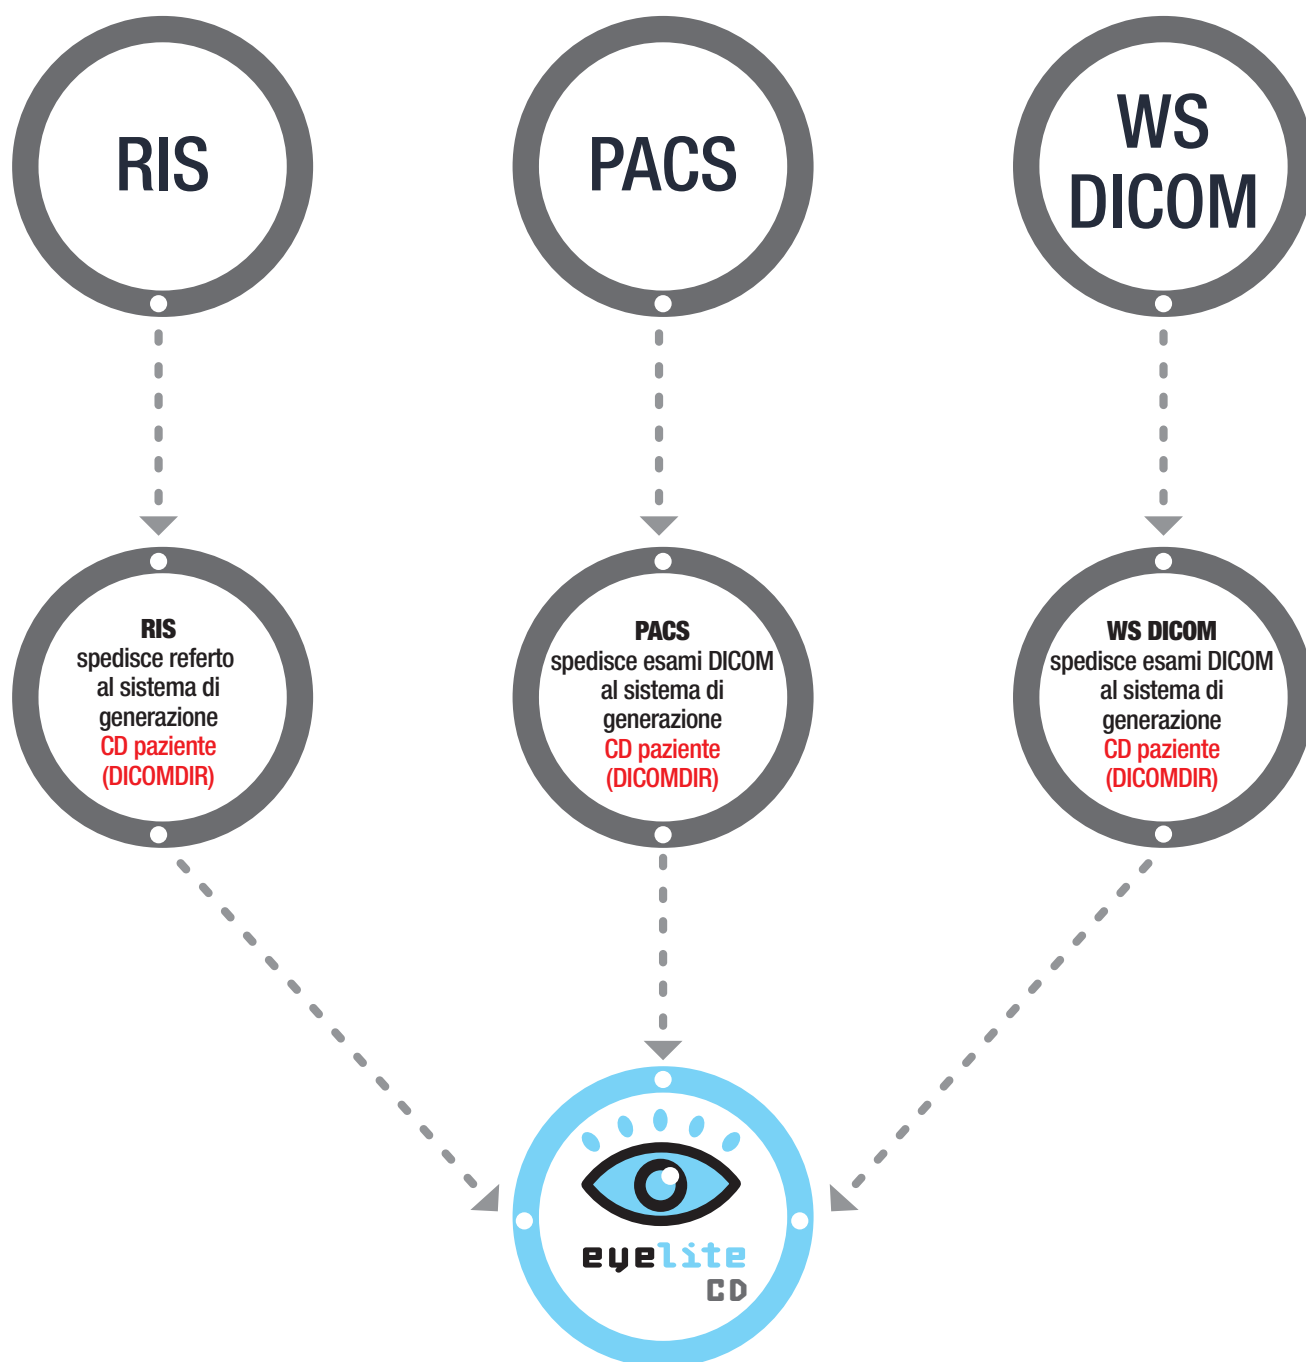 RIS
PACS
WS
DICOM
RIS
spedisce referto
al sistema di
generazione
CD paziente
(DICOMDIR)
PACS
spedisce esami DICOM
al sistema di
generazione
CD paziente
(DICOMDIR)
WS DICOM
spedisce esami DICOM
al sistema di
generazione
CD paziente
(DICOMDIR)
eyelite
CD